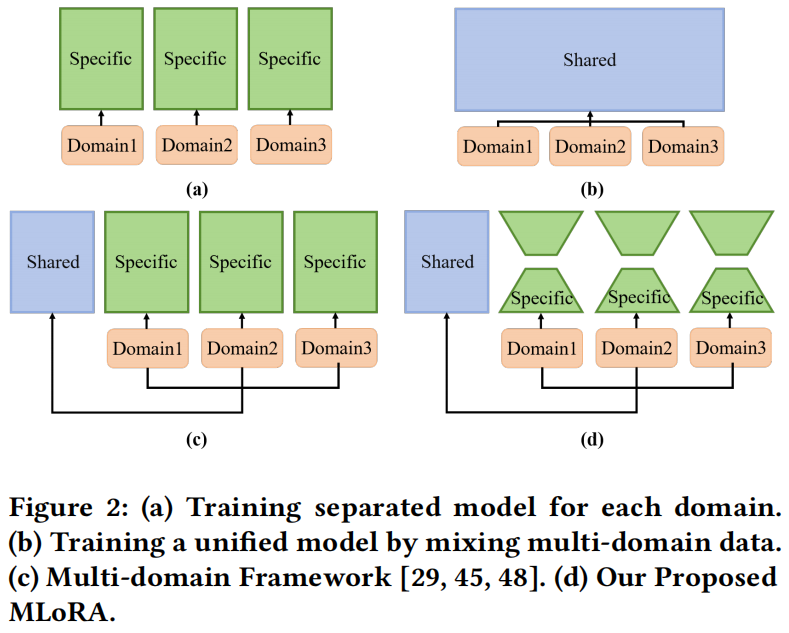 Specific Specific Specific
Domain1 Domain2 Domain3
(a)
Shared
Domain1 Domain2 Domain3
(b)
Shared Specific Specific Specific
Domain1 Domain2 Domain3
(c)
Shared
Specific Specific Specific
Domain1 Domain2 Domain3
(d)
Figure 2: (a) Training separated model for each domain.
(b) Training a unified model by mixing multi-domain data.
(c) Multi-domain Framework [29, 45, 48]. (d) Our Proposed
MLoRA.